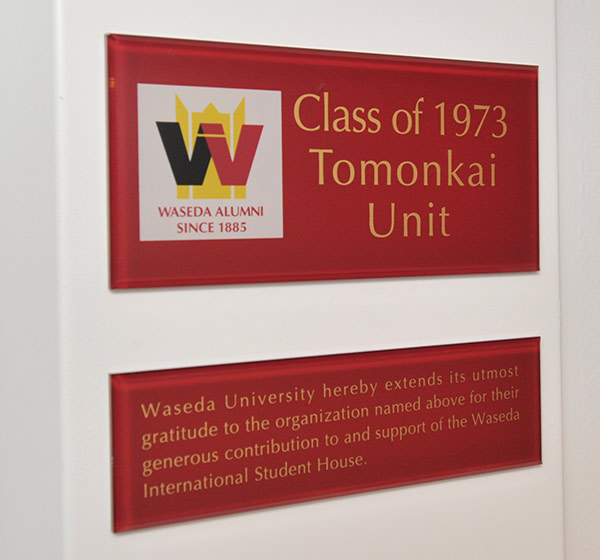 WASEDA ALUMNI
SINCE 1885
Class of 1973
Tomonkai
Unit
Waseda University hereby extends its utmost
gratitude to the organization named above for their
generous contribution to and support of the Waseda
International Student House.